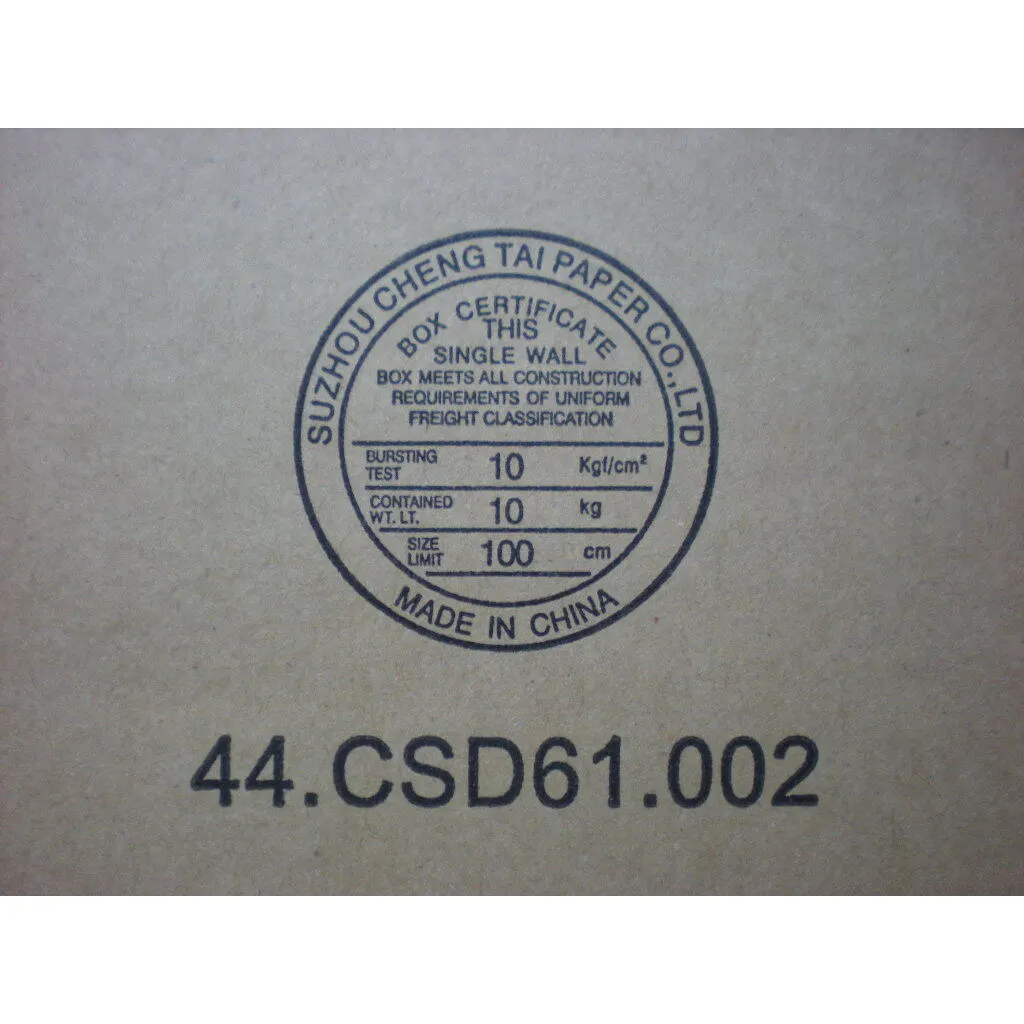 SUZHOU CHENG TAI PAPER CO.,LTD
BOX CERTIFICATE
THIS
SINGLE WALL
BOX MEETS ALL CONSTRUCTION
REQUIREMENTS OF UNIFORM
FREIGHT CLASSIFICATION
BURSTING TEST 10 Kgf/cm²
CONTAINED WT. LT. 10 kg
SIZE LIMIT 100 cm
MADE IN CHINA
44.CSD61.002